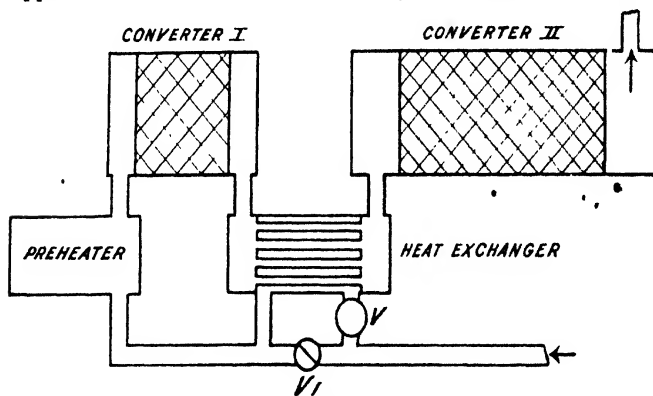 CONVERTER I
CONVERTER II
PREHEATER
HEAT EXCHANGER
V
V1